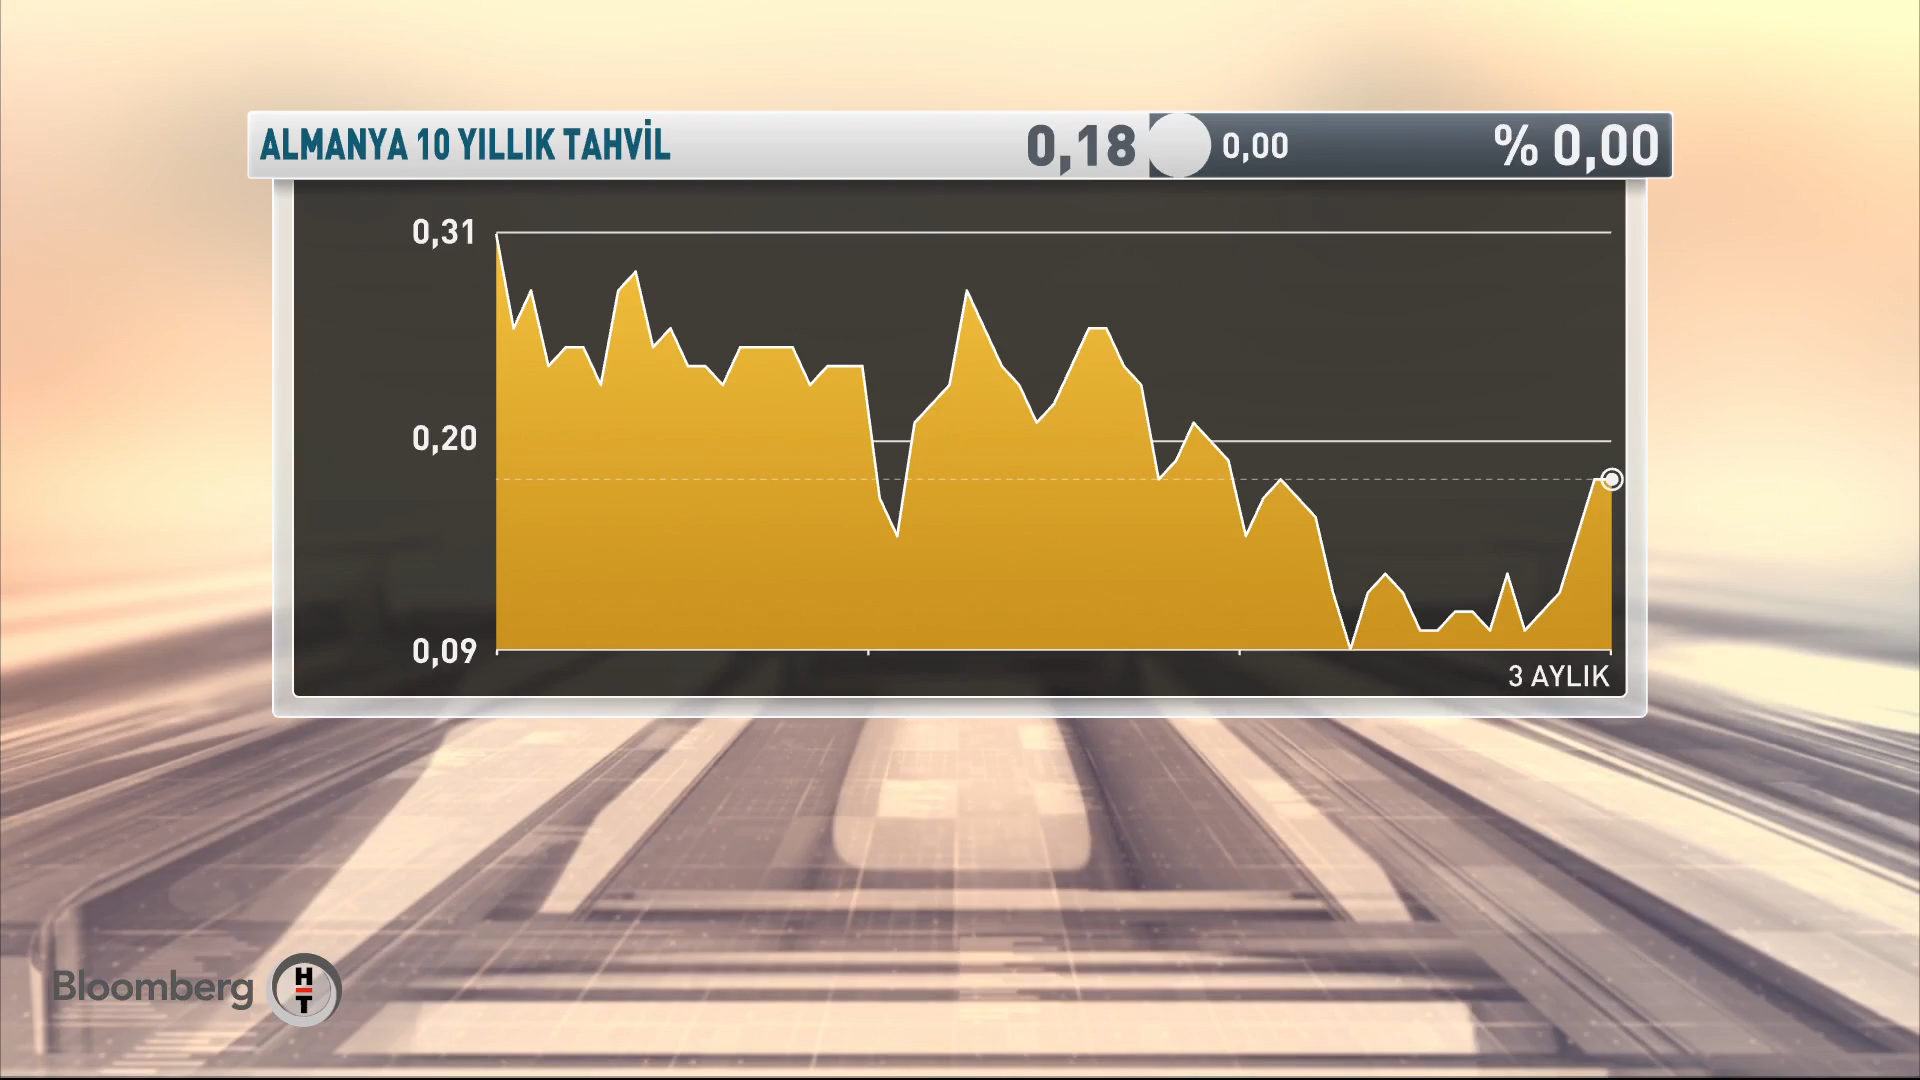 ALMANYA 10 YILLIK TAHVİL 0,18 0,00 % 0,00
0,31
0,20
0,09
3 AYLIK
Bloomberg HT